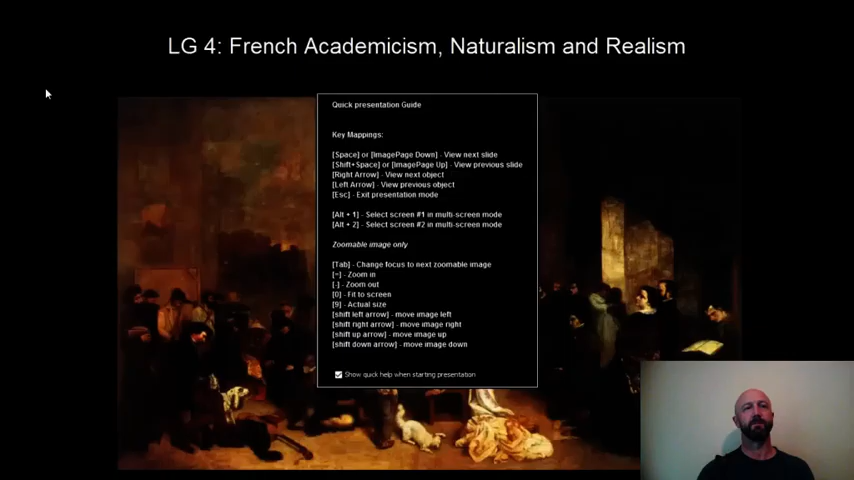 LG 4: French Academicism, Naturalism and Realism
Quick presentation Guide
Key Mappings:
[Space] or [ImagePage Down] - View next slide
[Shift+Space] or [ImagePage Up] - View previous slide
[Right Arrow] - View next object
[Left Arrow] - View previous object
[Esc] - Exit presentation mode
[Alt + 1] - Select screen #1 in multi-screen mode
[Alt + 2] - Select screen #2 in multi-screen mode
Zoomable image only
[Tab] - Change focus to next zoomable image
[=] - Zoom in
[-] - Zoom out
[0] - Fit to screen
[9] - Actual size
[shift left arrow] - move image left
[shift right arrow] - move image right
[shift up arrow] - move image up
[shift down arrow] - move image down
Show quick help when starting presentation